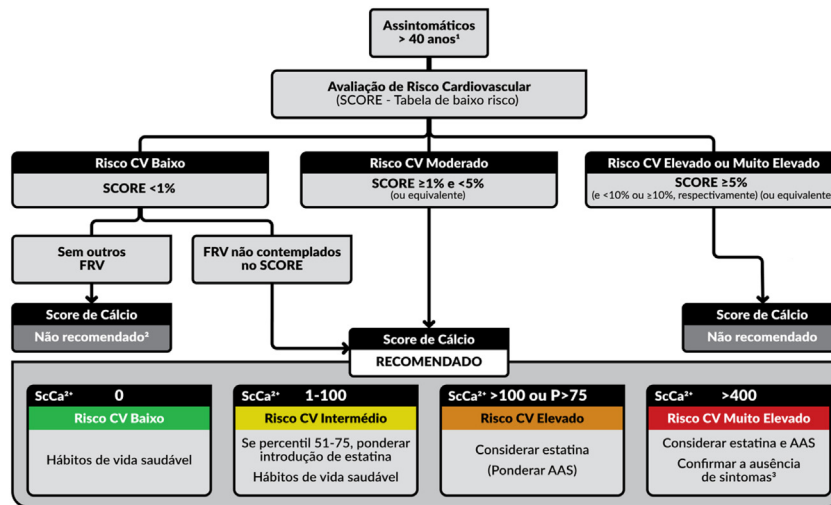 Assintomáticos
> 40 anos¹
Avaliação de Risco Cardiovascular
(SCORE - Tabela de baixo risco)
Risco CV Baixo
SCORE <1%
Risco CV Moderado
SCORE ≥1% e <5%
(ou equivalente)
Risco CV Elevado ou Muito Elevado
SCORE ≥5%
(e <10% ou ≥10%, respectivamente) (ou equivalente)
Sem outros
FRV
FRV não contemplados
no SCORE
Score de Cálcio
Não recomendado²
Score de Cálcio
RECOMENDADO
Score de Cálcio
Não recomendado
ScCa²⁺ 0
Risco CV Baixo
Hábitos de vida saudável
ScCa²⁺ 1-100
Risco CV Intermédio
Se percentil 51-75, ponderar
introdução de estatina
Hábitos de vida saudável
ScCa²⁺ >100 ou P>75
Risco CV Elevado
Considerar estatina
(Ponderar AAS)
ScCa²⁺ >400
Risco CV Muito Elevado
Considerar estatina e AAS
Confirmar a ausência
de sintomas³